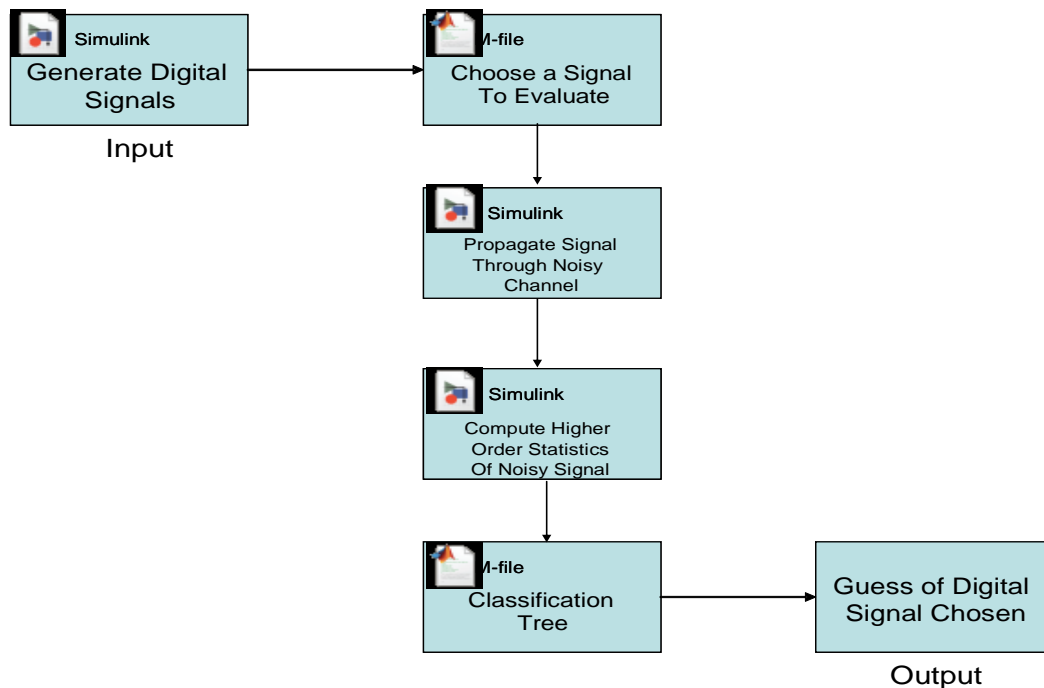 Simulink
Generate Digital
Signals
Input
M-file
Choose a Signal
To Evaluate
Simulink
Propagate Signal
Through Noisy
Channel
Simulink
Compute Higher
Order Statistics
Of Noisy Signal
M-file
Classification
Tree
Guess of Digital
Signal Chosen
Output